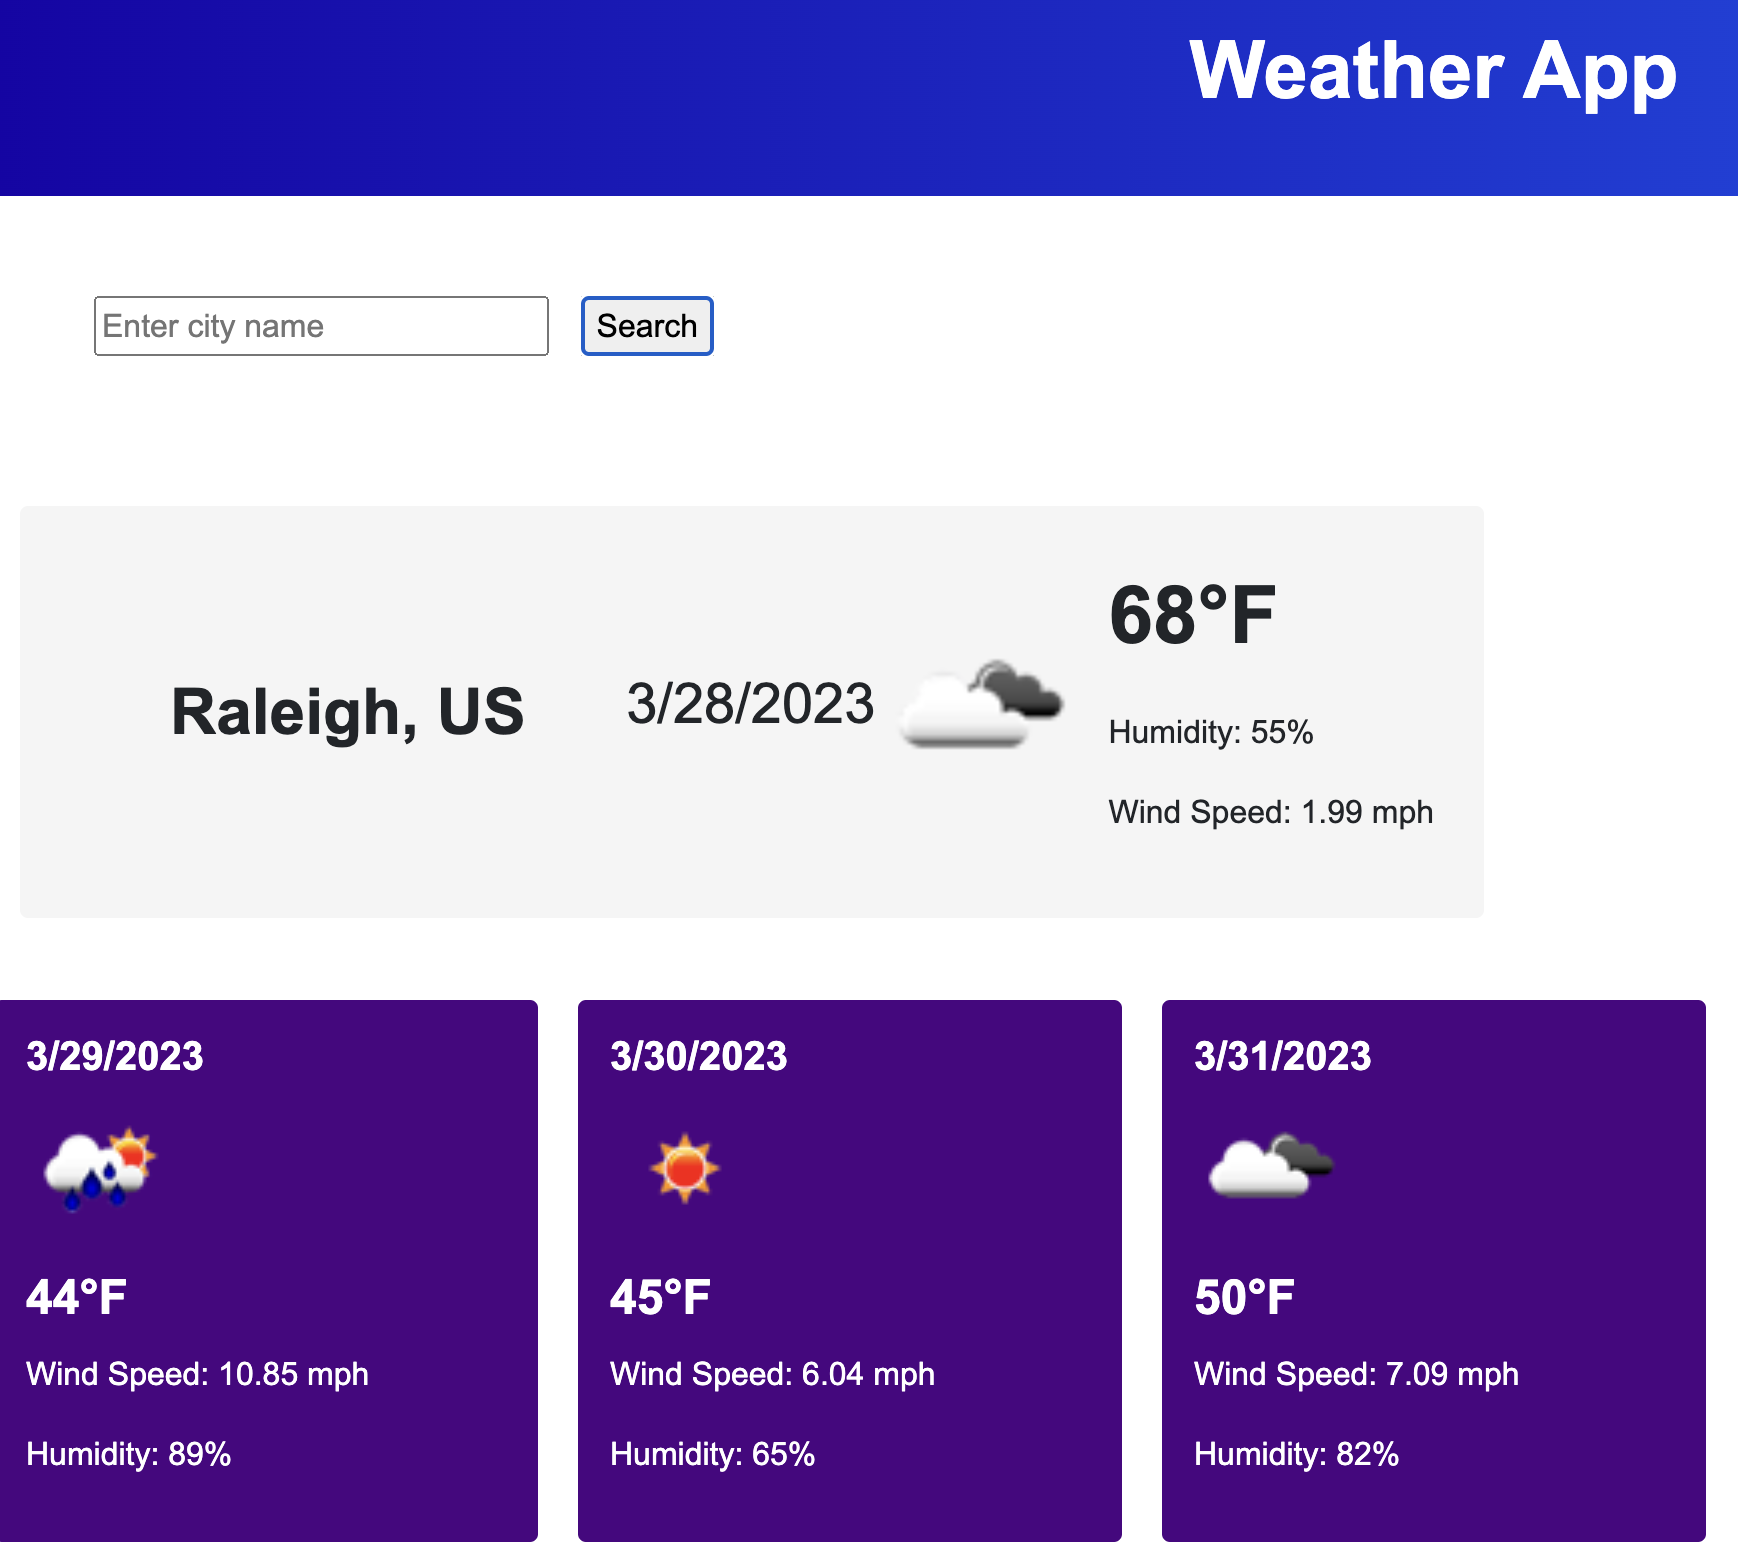 Weather App
Enter city name
Search
Raleigh, US
3/28/2023
68°F
Humidity: 55%
Wind Speed: 1.99 mph
3/29/2023
44°F
Wind Speed: 10.85 mph
Humidity: 89%
3/30/2023
45°F
Wind Speed: 6.04 mph
Humidity: 65%
3/31/2023
50°F
Wind Speed: 7.09 mph
Humidity: 82%